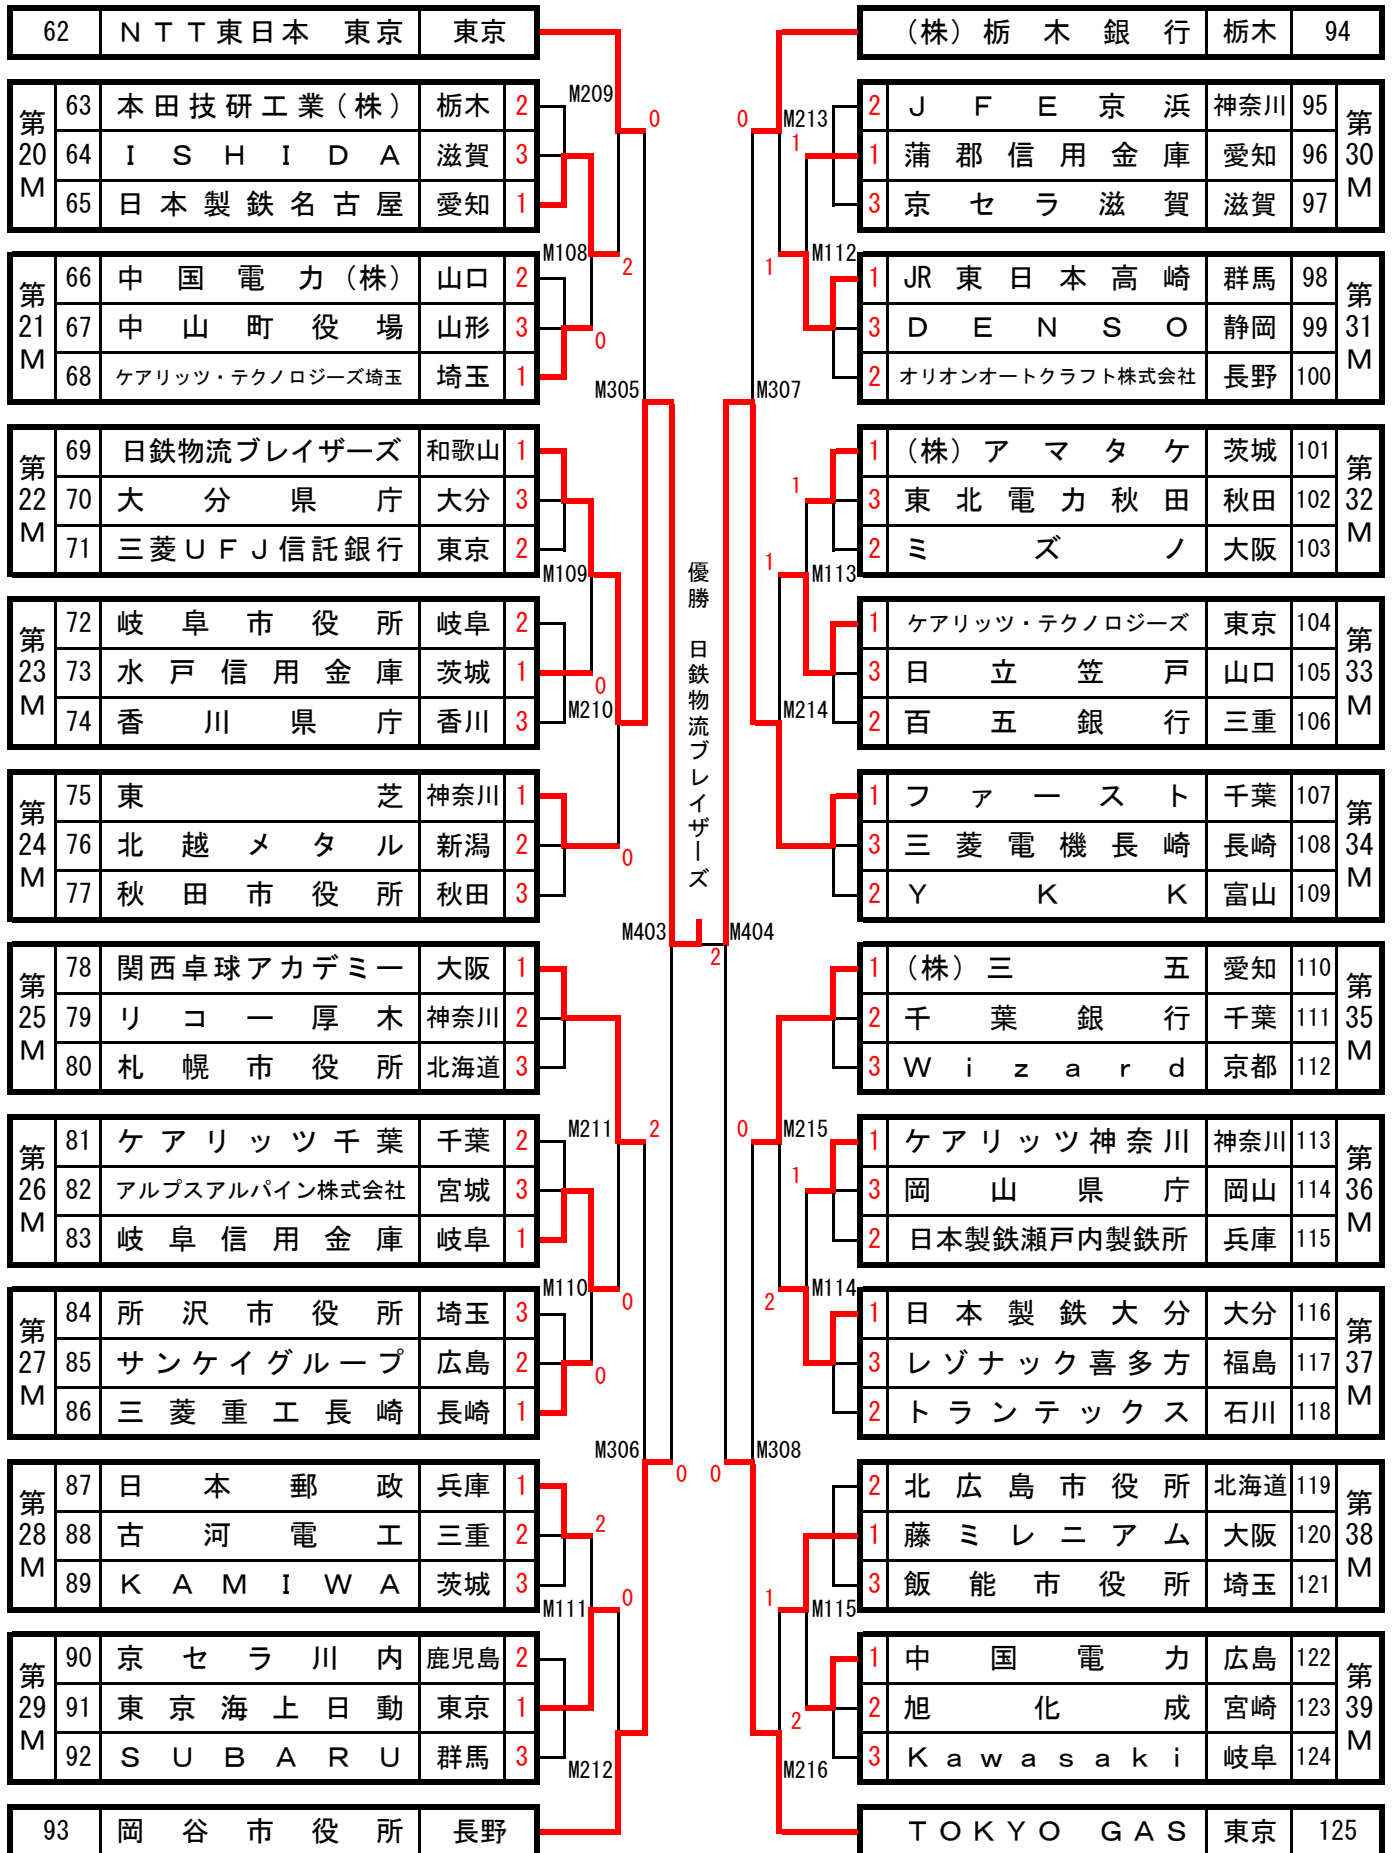 62 ＮＴＴ東日本 東京 東京
第20M
63 本田技研工業(株) 栃木 2
64 ＩＳＨＩＤＡ 滋賀 3
65 日本製鉄名古屋 愛知 1
第21M
66 中国電力(株) 山口 2
67 中山町役場 山形 3
68 ケアリッツ・テクノロジーズ埼玉 埼玉 1
第22M
69 日鉄物流ブレイザーズ 和歌山 1
70 大分県庁 大分 3
71 三菱ＵＦＪ信託銀行 東京 2
第23M
72 岐阜市役所 岐阜 2
73 水戸信用金庫 茨城 1
74 香川県庁 香川 3
第24M
75 東芝 神奈川 1
76 北越メタル 新潟 2
77 秋田市役所 秋田 3
第25M
78 関西卓球アカデミー 大阪 1
79 リコー厚木 神奈川 2
80 札幌市役所 北海道 3
第26M
81 ケアリッツ千葉 千葉 2
82 アルプスアルパイン株式会社 宮城 3
83 岐阜信用金庫 岐阜 1
第27M
84 所沢市役所 埼玉 3
85 サンケイグループ 広島 2
86 三菱重工長崎 長崎 1
第28M
87 日本郵政 兵庫 1
88 古河電工 三重 2
89 ＫＡＭＩＷＡ 茨城 3
第29M
90 京セラ川内 鹿児島 2
91 東京海上日動 東京 1
92 ＳＵＢＡＲＵ 群馬 3
93 岡谷市役所 長野
M209
0
M108
2
0
M305
M109
0
M210
0
M403
M211
2
M110
0
0
M306
0
2
M111
0
M212
優勝 日鉄物流ブレイザーズ
2
0
M213
1
M112
1
M307
1
1
M113
M214
M404
0
M215
1
M114
2
M308
0
1
M115
2
M216
(株)栃木銀行 栃木 94
2 ＪＦＥ京浜 神奈川 95
1 蒲郡信用金庫 愛知 96
3 京セラ滋賀 滋賀 97
第30M
1 JR東日本高崎 群馬 98
3 ＤＥＮＳＯ 静岡 99
2 オリオンオートクラフト株式会社 長野 100
第31M
1 (株)アマタケ 茨城 101
3 東北電力秋田 秋田 102
2 ミズノ 大阪 103
第32M
1 ケアリッツ・テクノロジーズ 東京 104
3 日立笠戸 山口 105
2 百五銀行 三重 106
第33M
1 ファースト 千葉 107
3 三菱電機長崎 長崎 108
2 ＹＫＫ 富山 109
第34M
1 (株)三五 愛知 110
2 千葉銀行 千葉 111
3 Ｗｉｚａｒｄ 京都 112
第35M
1 ケアリッツ神奈川 神奈川 113
3 岡山県庁 岡山 114
2 日本製鉄瀬戸内製鉄所 兵庫 115
第36M
1 日本製鉄大分 大分 116
3 レゾナック喜多方 福島 117
2 トランテックス 石川 118
第37M
2 北広島市役所 北海道 119
1 藤ミレニアム 大阪 120
3 飯能市役所 埼玉 121
第38M
1 中国電力 広島 122
2 旭化成 宮崎 123
3 Ｋａｗａｓａｋｉ 岐阜 124
第39M
ＴＯＫＹＯ ＧＡＳ 東京 125